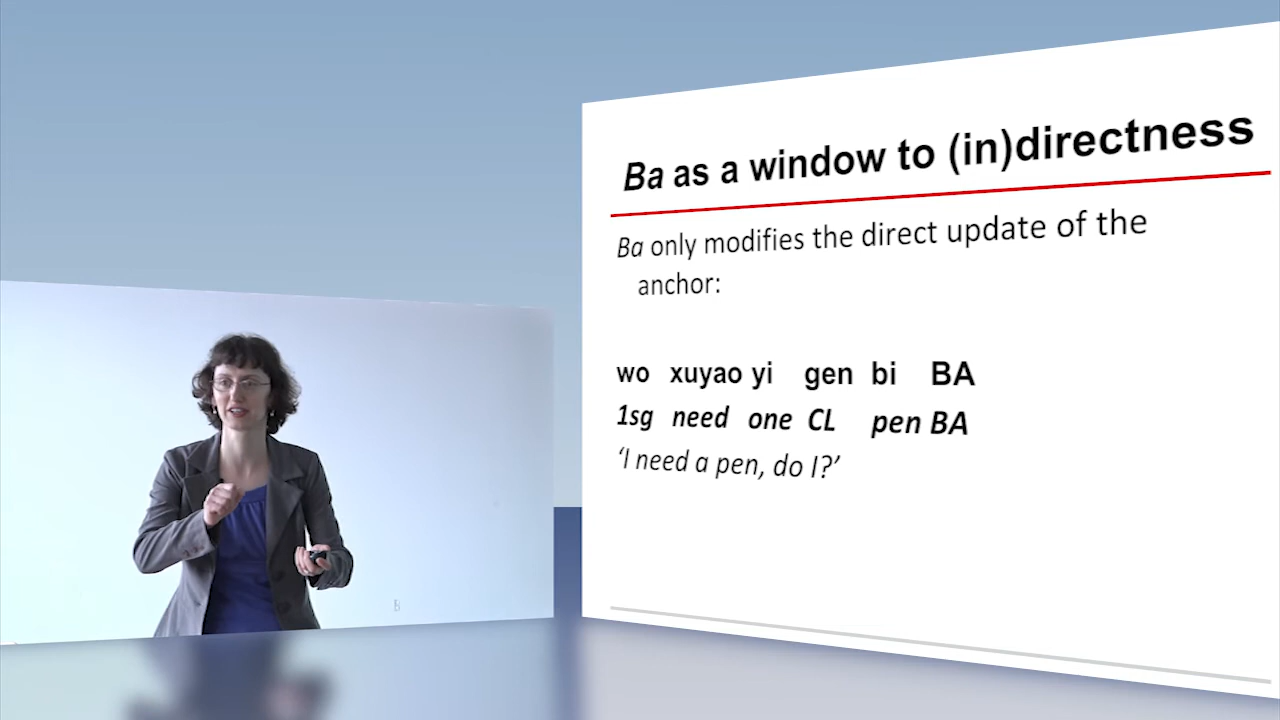 Ba as a window to (in)directness
Ba only modifies the direct update of the
anchor:
wo xuyao yi gen bi BA
1sg need one CL pen BA
‘I need a pen, do I?’